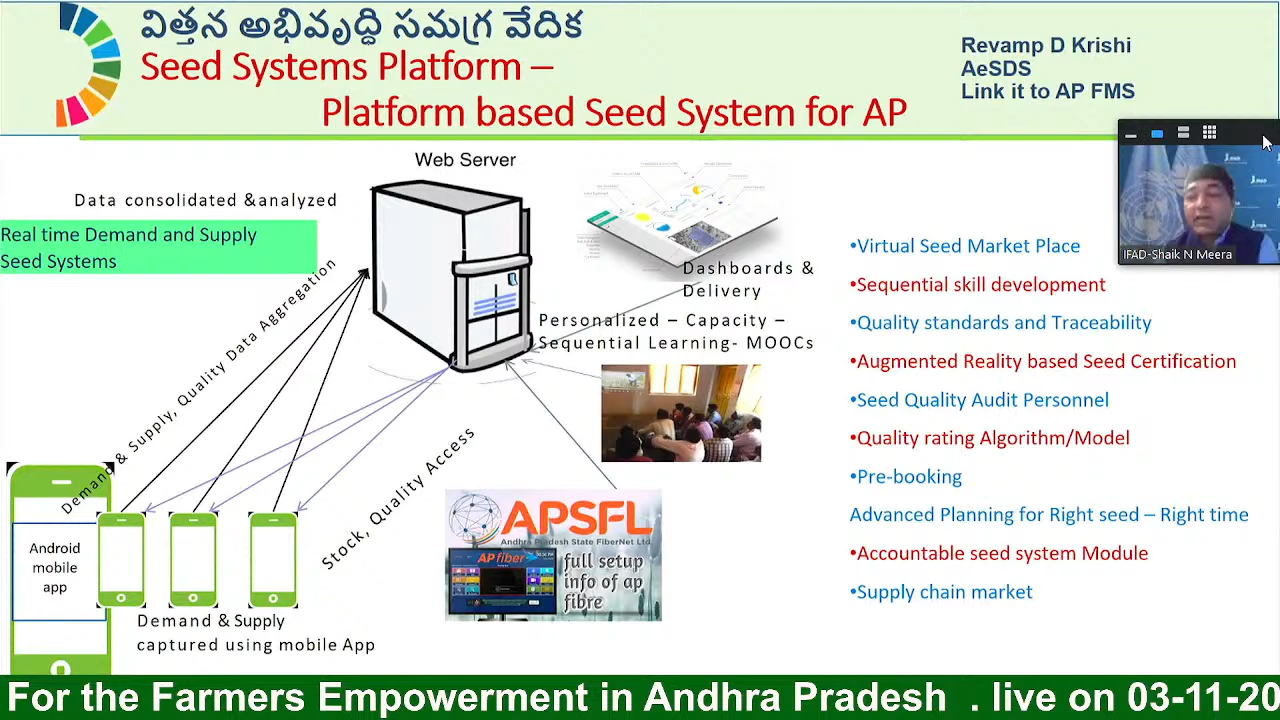 విత్తన అభివృద్ధి సమగ్ర వేదిక
Seed Systems Platform –
Platform based Seed System for AP
Revamp D Krishi
AeSDS
Link it to AP FMS
Web Server
Data consolidated &analyzed
Real time Demand and Supply
Seed Systems
Demand & Supply, Quality Data Aggregation
Dashboards &
Delivery
Personalized – Capacity –
Sequential Learning- MOOCs
Stock, Quality Access
APSFL
Andhra Pradesh State FiberNet Ltd
AP fiber
full setup
info of ap
fibre
Android
mobile
app
Demand & Supply
captured using mobile App
•Virtual Seed Market Place
•Sequential skill development
•Quality standards and Traceability
•Augmented Reality based Seed Certification
•Seed Quality Audit Personnel
•Quality rating Algorithm/Model
•Pre-booking
Advanced Planning for Right seed – Right time
•Accountable seed system Module
•Supply chain market
IFAD-Shaik N Meera
For the Farmers Empowerment in Andhra Pradesh . live on 03-11-20